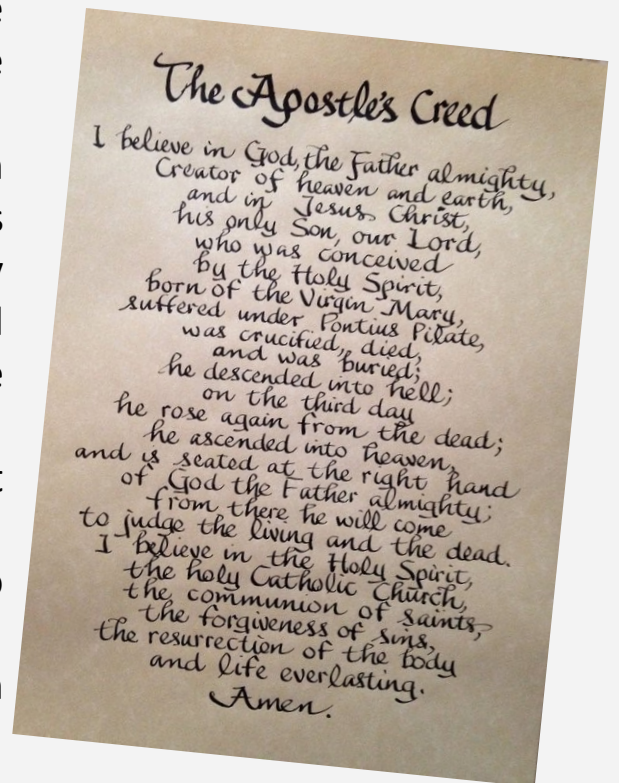 The Apostle's Creed
I believe in God, the Father almighty,
Creator of heaven and earth,
and in Jesus Christ,
his only Son, our Lord,
who was conceived
by the Holy Spirit,
born of the Virgin Mary,
suffered under Pontius Pilate,
was crucified, died,
and was buried;
he descended into hell;
on the third day
he rose again from the dead;
he ascended into heaven,
and is seated at the right hand
of God the Father almighty;
from there he will come
to judge the living and the dead.
I believe in the Holy Spirit,
the holy Catholic Church,
the communion of saints,
the forgiveness of sins,
the resurrection of the body
and life everlasting.
Amen.